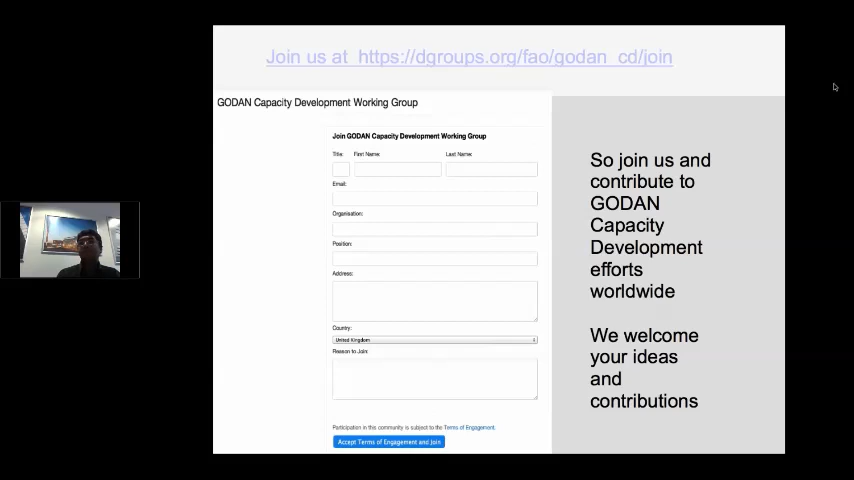 Join us at https://dgroups.org/fao/godan_cd/join
GODAN Capacity Development Working Group
Join GODAN Capacity Development Working Group
Title: First Name: Last Name:
Email:
Organisation:
Position:
Address:
Country:
United Kingdom
Reason to Join:
Participation in this community is subject to the Terms of Engagement.
Accept Terms of Engagement and Join
So join us and
contribute to
GODAN
Capacity
Development
efforts
worldwide
We welcome
your ideas
and
contributions